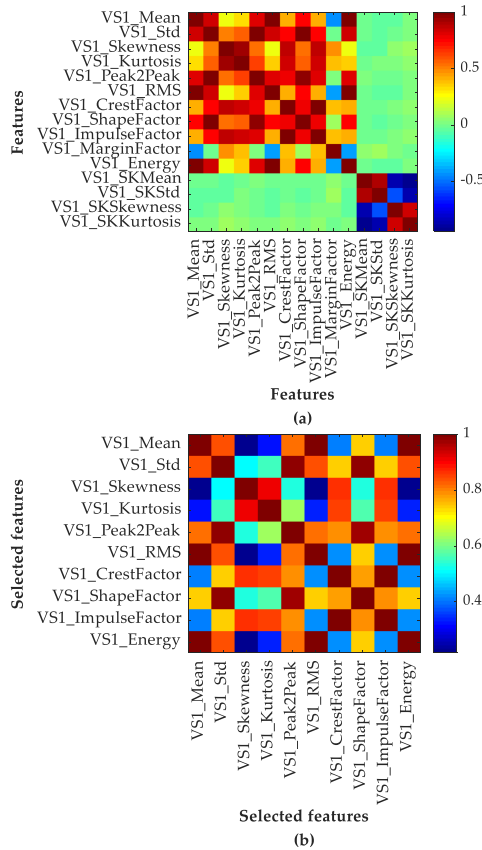 VS1_Mean
VS1_Std
VS1_Skewness
VS1_Kurtosis
VS1_Peak2Peak
VS1_RMS
VS1_CrestFactor
VS1_ShapeFactor
VS1_ImpulseFactor
VS1_MarginFactor
VS1_Energy
VS1_SKMean
VS1_SKStd
VS1_SKSkewness
VS1_SKKurtosis
Features
1
0.5
0
-0.5
VS1_Mean
VS1_Std
VS1_Skewness
VS1_Kurtosis
VS1_Peak2Peak
VS1_RMS
VS1_CrestFactor
VS1_ShapeFactor
VS1_ImpulseFactor
VS1_MarginFactor
VS1_Energy
VS1_SKMean
VS1_SKStd
VS1_SKSkewness
VS1_SKKurtosis
Features
(a)
VS1_Mean
VS1_Std
VS1_Skewness
VS1_Kurtosis
VS1_Peak2Peak
VS1_RMS
VS1_CrestFactor
VS1_ShapeFactor
VS1_ImpulseFactor
VS1_Energy
Selected features
1
0.8
0.6
0.4
VS1_Mean
VS1_Std
VS1_Skewness
VS1_Kurtosis
VS1_Peak2Peak
VS1_RMS
VS1_CrestFactor
VS1_ShapeFactor
VS1_ImpulseFactor
VS1_Energy
Selected features
(b)